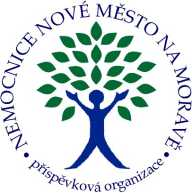 • NEMOCNICE NOVÉ MĚSTO NA MORAVĚ •
příspěvková organizace